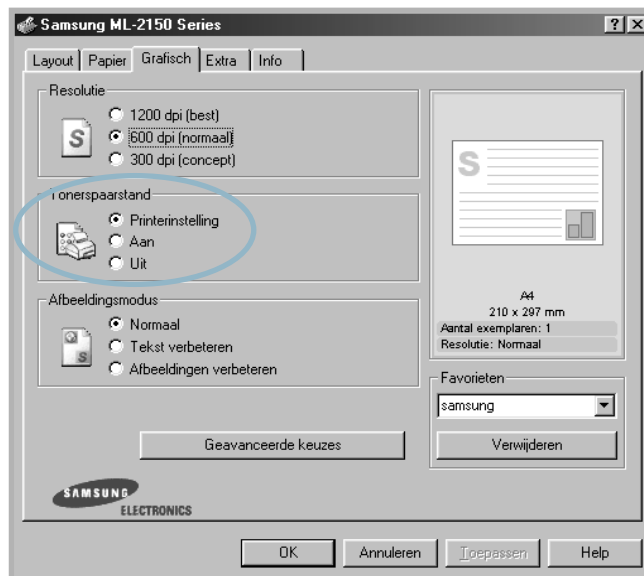 Samsung ML-2150 Series
Layout Papier Grafisch Extra Info
Resolutie
1200 dpi (best)
600 dpi (normaal)
300 dpi (concept)
Tonerspaarstand
Printerinstelling
Aan
Uit
Afbeeldingsmodus
Normaal
Tekst verbeteren
Afbeeldingen verbeteren
Geavanceerde keuzes
SAMSUNG
ELECTRONICS
S
A4
210 x 297 mm
Aantal exemplaren: 1
Resolutie: Normaal
Favorieten
samsung
Verwijderen
OK Annuleren Toepassen Help